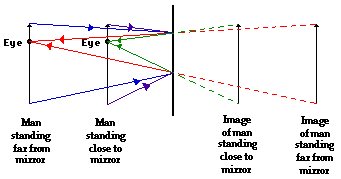 Eye
Eye
Man
standing
far from
mirror
Man
standing
close to
mirror
Image
of man
standing
close to
mirror
Image
of man
standing
far from
mirror